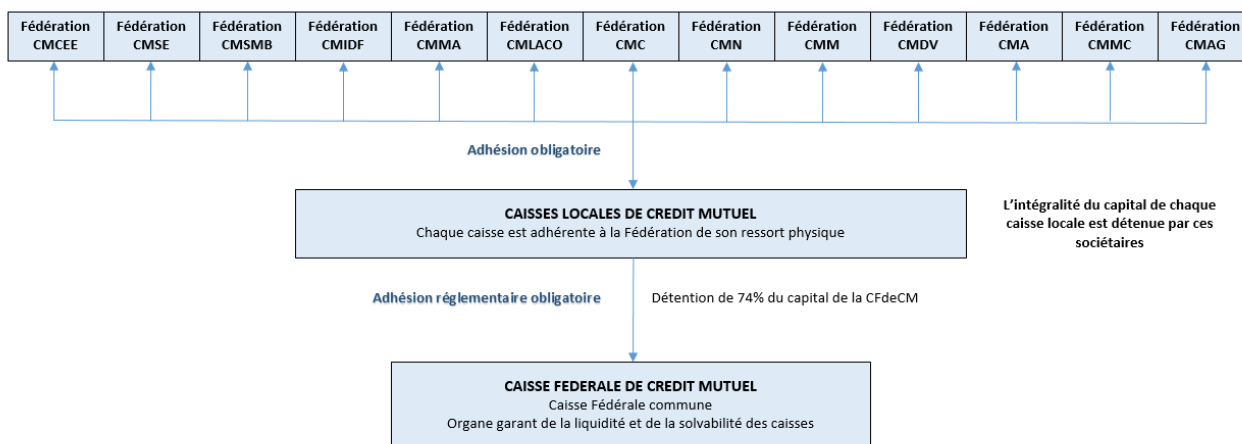 Fédération CMCEE
Fédération CMSE
Fédération CMSMB
Fédération CMIDF
Fédération CMMA
Fédération CMLACO
Fédération CMC
Fédération CMN
Fédération CMM
Fédération CMDV
Fédération CMA
Fédération CMMC
Fédération CMAG
Adhésion obligatoire
CAISSES LOCALES DE CREDIT MUTUEL
Chaque caisse est adhérente à la Fédération de son ressort physique
L'intégralité du capital de chaque
caisse locale est détenue par ces
sociétaires
Adhésion réglementaire obligatoire
Détention de 74% du capital de la CFdeCM
CAISSE FEDERALE DE CREDIT MUTUEL
Caisse Fédérale commune
Organe garant de la liquidité et de la solvabilité des caisses